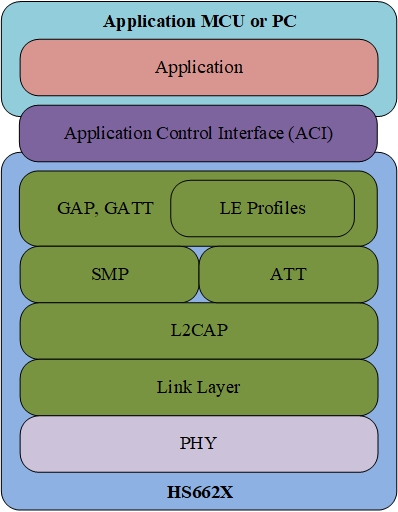 Application MCU or PC
Application
Application Control Interface (ACI)
GAP, GATT
LE Profiles
SMP
ATT
L2CAP
Link Layer
PHY
HS662X